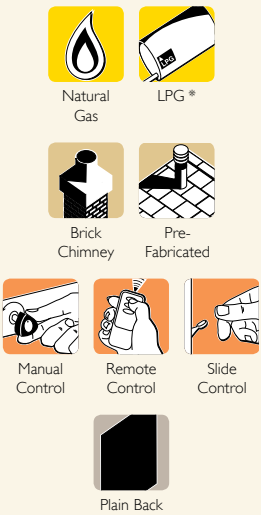 LPG
Natural
Gas
LPG *
Brick
Chimney
Pre-
Fabricated
Manual
Control
Remote
Control
Slide
Control
Plain Back